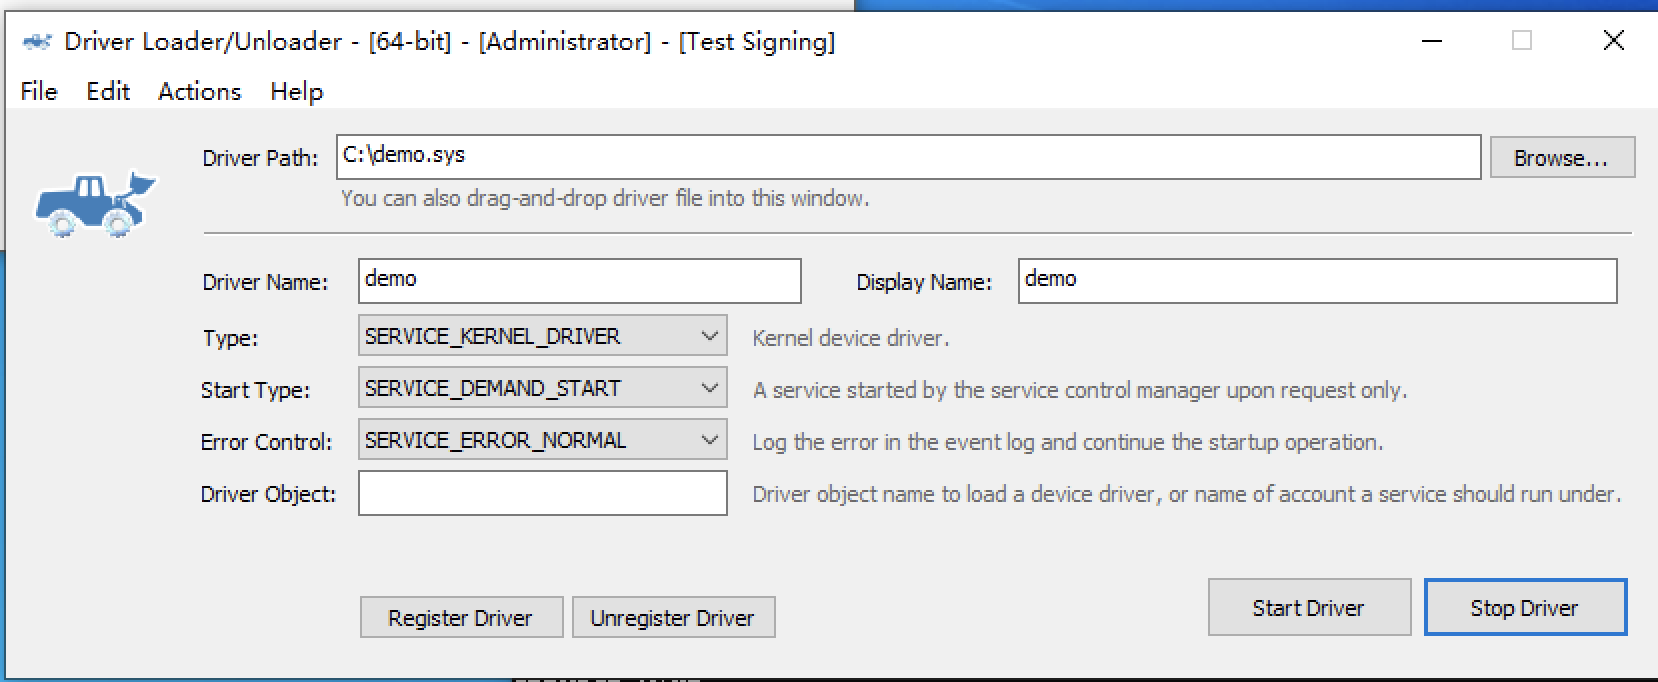 Driver Loader/Unloader - [64-bit] - [Administrator] - [Test Signing]
File Edit Actions Help
Driver Path: C:\demo.sys Browse...
You can also drag-and-drop driver file into this window.
Driver Name: demo Display Name: demo
Type: SERVICE_KERNEL_DRIVER Kernel device driver.
Start Type: SERVICE_DEMAND_START A service started by the service control manager upon request only.
Error Control: SERVICE_ERROR_NORMAL Log the error in the event log and continue the startup operation.
Driver Object: Driver object name to load a device driver, or name of account a service should run under.
Register Driver Unregister Driver Start Driver Stop Driver